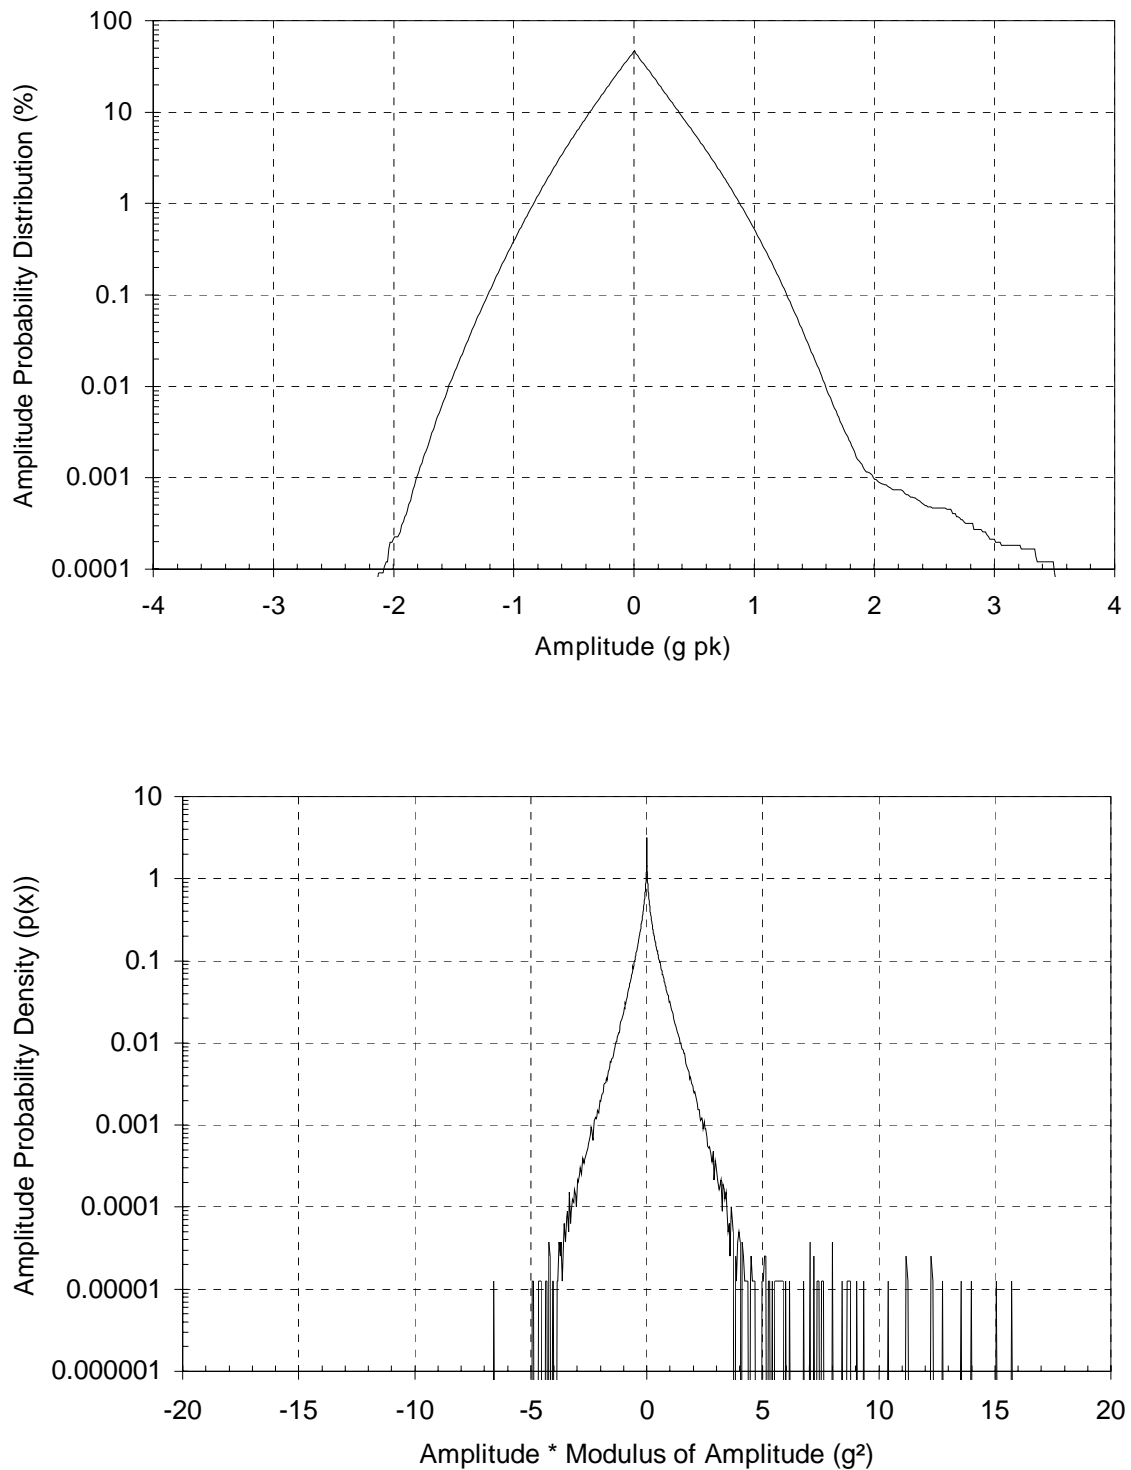 100
10
1
0.1
0.01
0.001
0.0001
Amplitude Probability Distribution (%)
-4 -3 -2 -1 0 1 2 3 4
Amplitude (g pk)
10
1
0.1
0.01
0.001
0.0001
0.00001
0.000001
Amplitude Probability Density (p(x))
-20 -15 -10 -5 0 5 10 15 20
Amplitude * Modulus of Amplitude (g²)